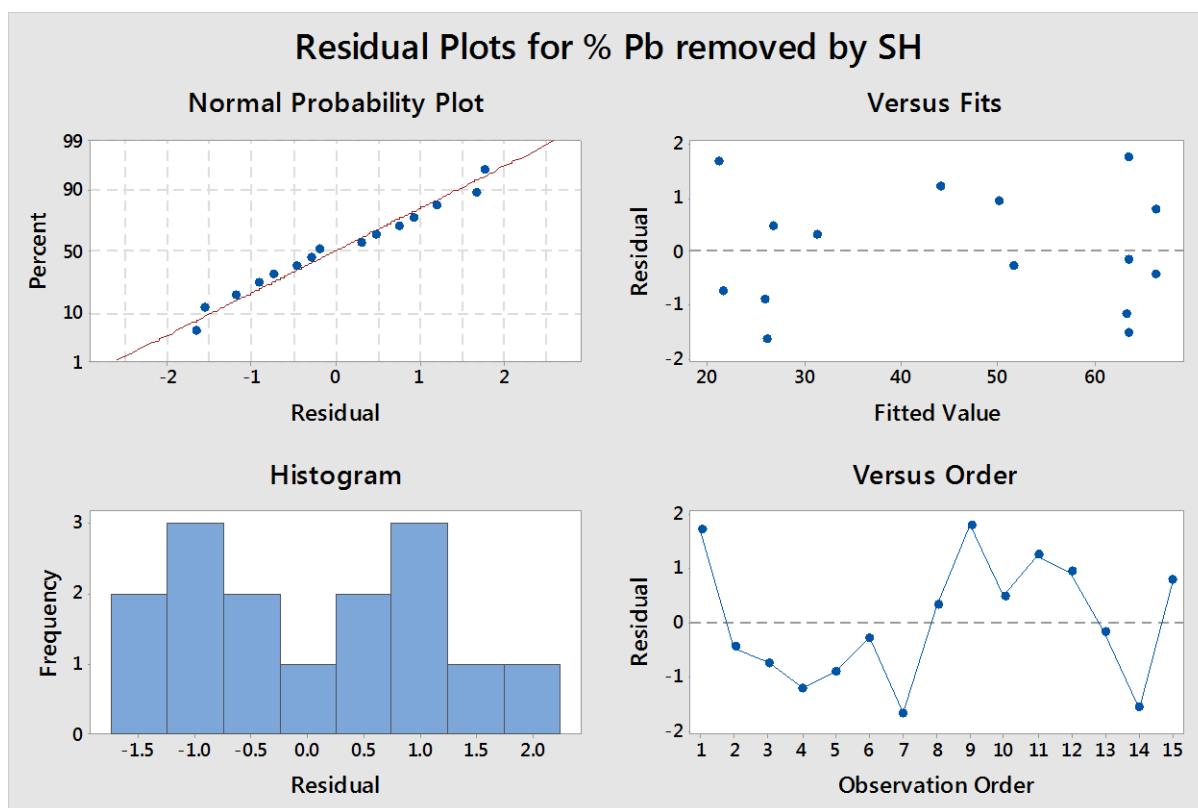 Residual Plots for % Pb removed by SH
Normal Probability Plot
99
90
50
10
1
Percent
-2 -1 0 1 2
Residual
Versus Fits
2
1
0
-1
-2
Residual
20 30 40 50 60
Fitted Value
Histogram
3
2
1
0
Frequency
-1.5 -1.0 -0.5 0.0 0.5 1.0 1.5 2.0
Residual
Versus Order
2
1
0
-1
-2
Residual
1 2 3 4 5 6 7 8 9 10 11 12 13 14 15
Observation Order